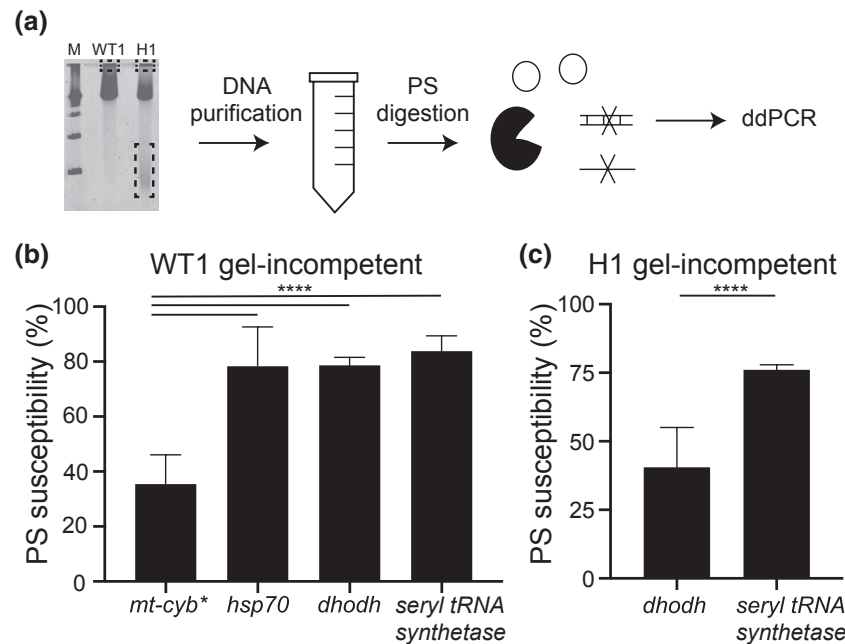 (a)
M WT1 H1
DNA
purification
PS
digestion
ddPCR
(b)
WT1 gel-incompetent
****
PS susceptibility (%)
100
80
60
40
20
0
mt-cyb* hsp70 dhodh seryl tRNA
synthetase
(c)
H1 gel-incompetent
****
PS susceptibility (%)
100
75
50
25
0
dhodh seryl tRNA
synthetase